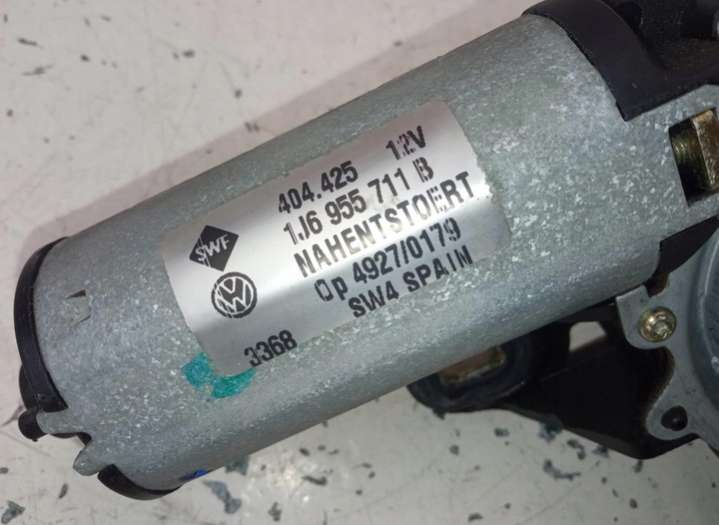 404.425 12V
1J6 955 711 B
NAHENTSTOERT
Op 4927/0179
SW4 SPAIN
SWF
3368